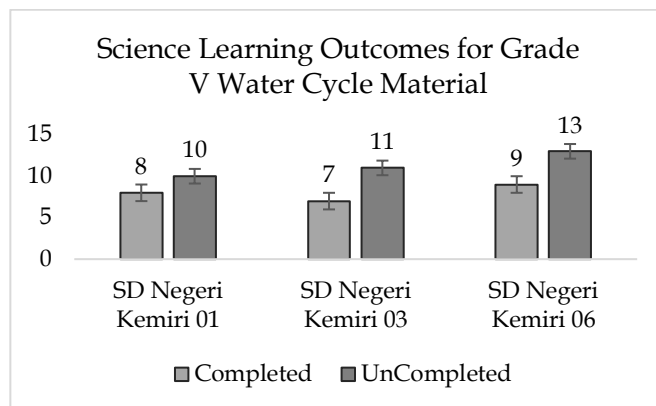 Science Learning Outcomes for Grade
V Water Cycle Material
15
10
5
0
8
10
7
11
9
13
SD Negeri
Kemiri 01
SD Negeri
Kemiri 03
SD Negeri
Kemiri 06
Completed
UnCompleted